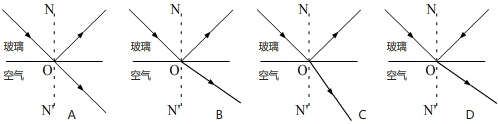 N N N N
玻璃 玻璃 玻璃 玻璃
O O O O
空气 空气 空气 空气
N' N' N' N'
A B C D